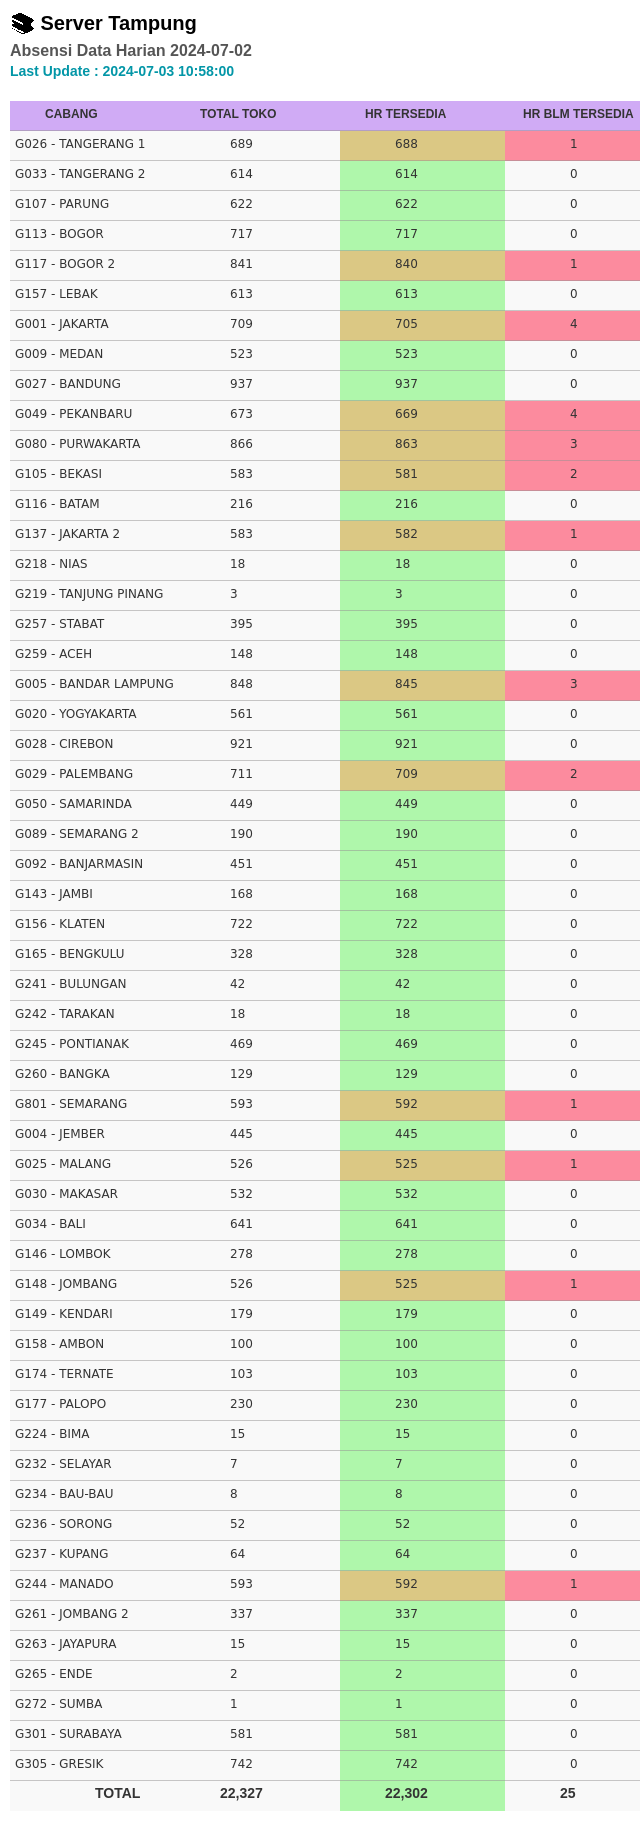 Server Tampung
Absensi Data Harian 2024-07-02
Last Update : 2024-07-03 10:58:00
CABANG TOTAL TOKO HR TERSEDIA HR BLM TERSEDIA
G026 - TANGERANG 1 689 688 1
G033 - TANGERANG 2 614 614 0
G107 - PARUNG 622 622 0
G113 - BOGOR 717 717 0
G117 - BOGOR 2 841 840 1
G157 - LEBAK 613 613 0
G001 - JAKARTA 709 705 4
G009 - MEDAN 523 523 0
G027 - BANDUNG 937 937 0
G049 - PEKANBARU 673 669 4
G080 - PURWAKARTA 866 863 3
G105 - BEKASI 583 581 2
G116 - BATAM 216 216 0
G137 - JAKARTA 2 583 582 1
G218 - NIAS 18 18 0
G219 - TANJUNG PINANG 3 3 0
G257 - STABAT 395 395 0
G259 - ACEH 148 148 0
G005 - BANDAR LAMPUNG 848 845 3
G020 - YOGYAKARTA 561 561 0
G028 - CIREBON 921 921 0
G029 - PALEMBANG 711 709 2
G050 - SAMARINDA 449 449 0
G089 - SEMARANG 2 190 190 0
G092 - BANJARMASIN 451 451 0
G143 - JAMBI 168 168 0
G156 - KLATEN 722 722 0
G165 - BENGKULU 328 328 0
G241 - BULUNGAN 42 42 0
G242 - TARAKAN 18 18 0
G245 - PONTIANAK 469 469 0
G260 - BANGKA 129 129 0
G801 - SEMARANG 593 592 1
G004 - JEMBER 445 445 0
G025 - MALANG 526 525 1
G030 - MAKASAR 532 532 0
G034 - BALI 641 641 0
G146 - LOMBOK 278 278 0
G148 - JOMBANG 526 525 1
G149 - KENDARI 179 179 0
G158 - AMBON 100 100 0
G174 - TERNATE 103 103 0
G177 - PALOPO 230 230 0
G224 - BIMA 15 15 0
G232 - SELAYAR 7 7 0
G234 - BAU-BAU 8 8 0
G236 - SORONG 52 52 0
G237 - KUPANG 64 64 0
G244 - MANADO 593 592 1
G261 - JOMBANG 2 337 337 0
G263 - JAYAPURA 15 15 0
G265 - ENDE 2 2 0
G272 - SUMBA 1 1 0
G301 - SURABAYA 581 581 0
G305 - GRESIK 742 742 0
TOTAL 22,327 22,302 25